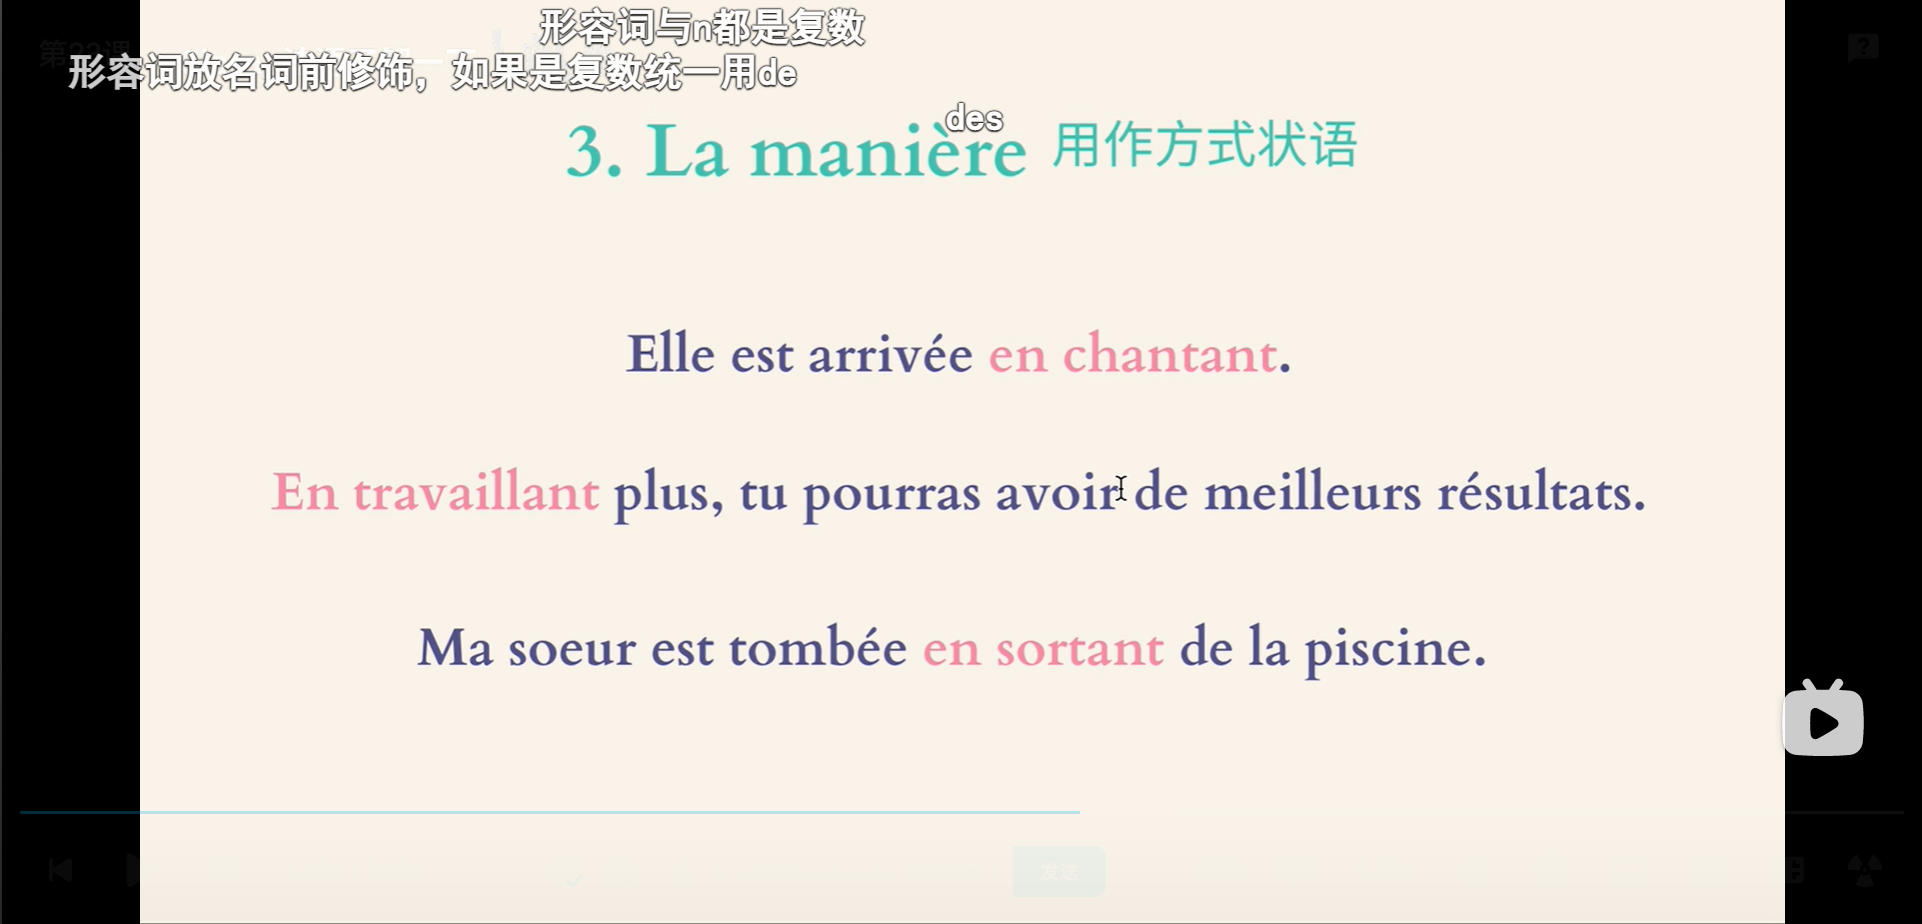 形容词与n都是复数
形容词放名词前修饰，如果是复数统一用de
des
3. La manière 用作方式状语
Elle est arrivée en chantant.
En travaillant plus, tu pourras avoir de meilleurs résultats.
Ma soeur est tombée en sortant de la piscine.
发送